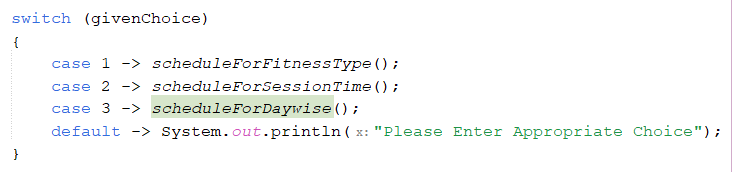 switch (givenChoice)
{
case 1 -> scheduleForFitnessType();
case 2 -> scheduleForSessionTime();
case 3 -> scheduleForDaywise();
default -> System.out.println( x: "Please Enter Appropriate Choice");
}